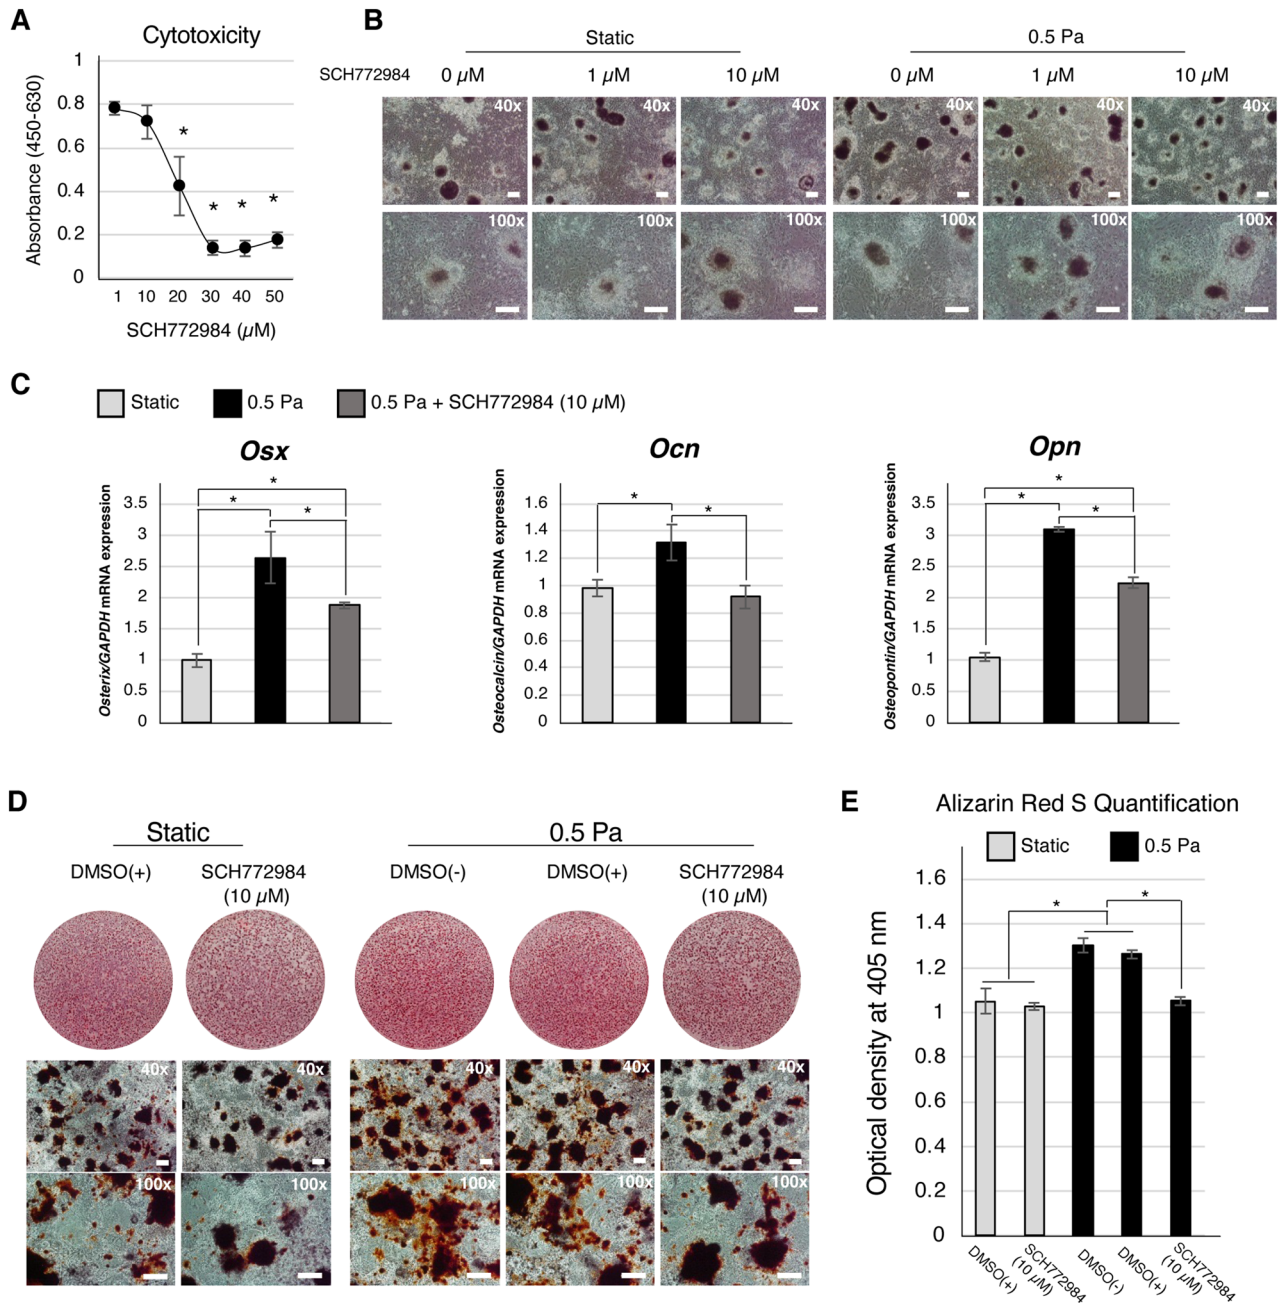 A
Cytotoxicity
Absorbance (450-630)
1
0.8
0.6
0.4
0.2
0
*
*
*
*
1 10 20 30 40 50
SCH772984 (µM)
B
Static
0.5 Pa
SCH772984 0 µM 1 µM 10 µM 0 µM 1 µM 10 µM
40x 40x 40x 40x 40x 40x
100x 100x 100x 100x 100x 100x
C
Static 0.5 Pa 0.5 Pa + SCH772984 (10 µM)
Osx
Osterix/GAPDH mRNA expression
3.5
3
2.5
2
1.5
1
0.5
0
*
*
*
Ocn
Osteocalcin/GAPDH mRNA expression
1.6
1.4
1.2
1
0.8
0.6
0.4
0.2
0
*
*
Opn
Osteopontin/GAPDH mRNA expression
3.5
3
2.5
2
1.5
1
0.5
0
*
*
*
D
Static
0.5 Pa
DMSO(+) SCH772984 DMSO(-) DMSO(+) SCH772984
(10 µM) (10 µM)
40x 40x 40x 40x 40x
100x 100x 100x 100x 100x
E
Alizarin Red S Quantification
Static 0.5 Pa
Optical density at 405 nm
1.6
1.4
1.2
1
0.8
0.6
0.4
0.2
0
*
*
DMSO(+)
SCH772984
(10 µM)
DMSO(-)
DMSO(+)
SCH772984
(10 µM)